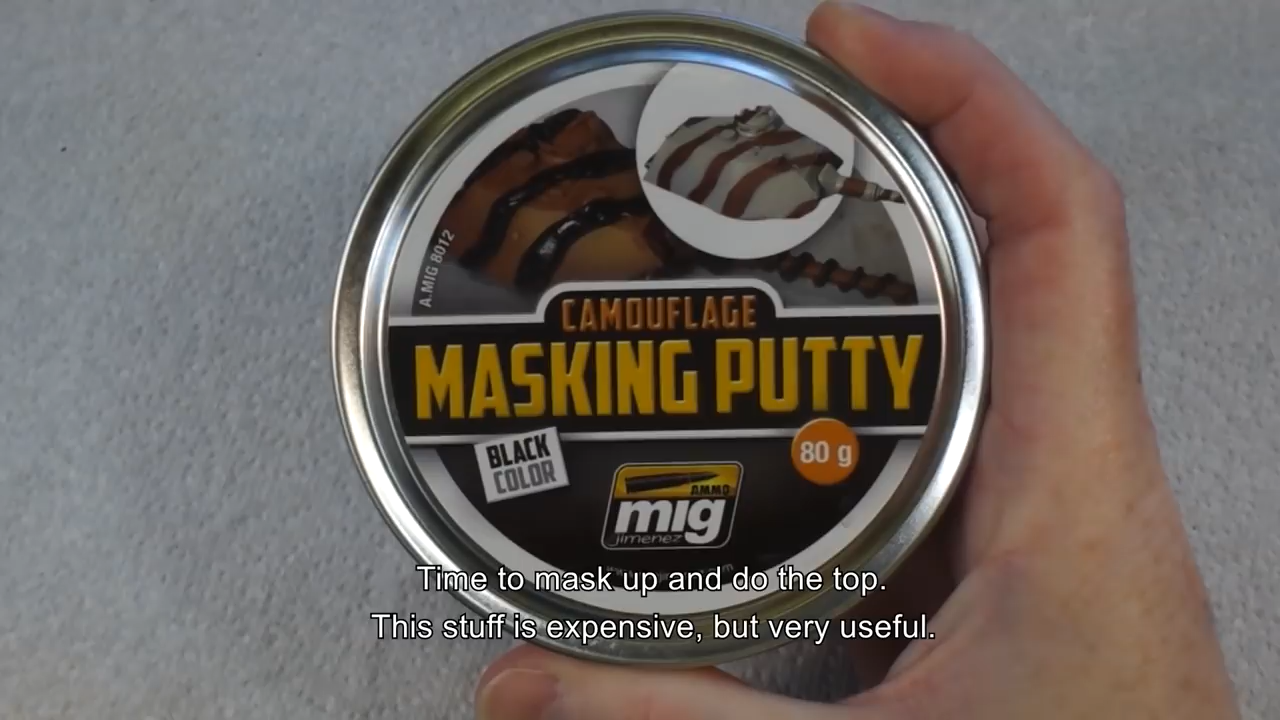 A.MIG 8012
CAMOUFLAGE
MASKING PUTTY
BLACK
COLOR
80 g
AMMO
mig
jimenez
Time to mask up and do the top.
This stuff is expensive, but very useful.